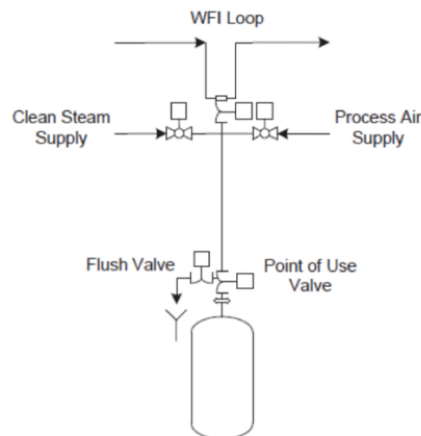 WFI Loop
Clean Steam
Supply
Process Air
Supply
Flush Valve
Point of Use
Valve